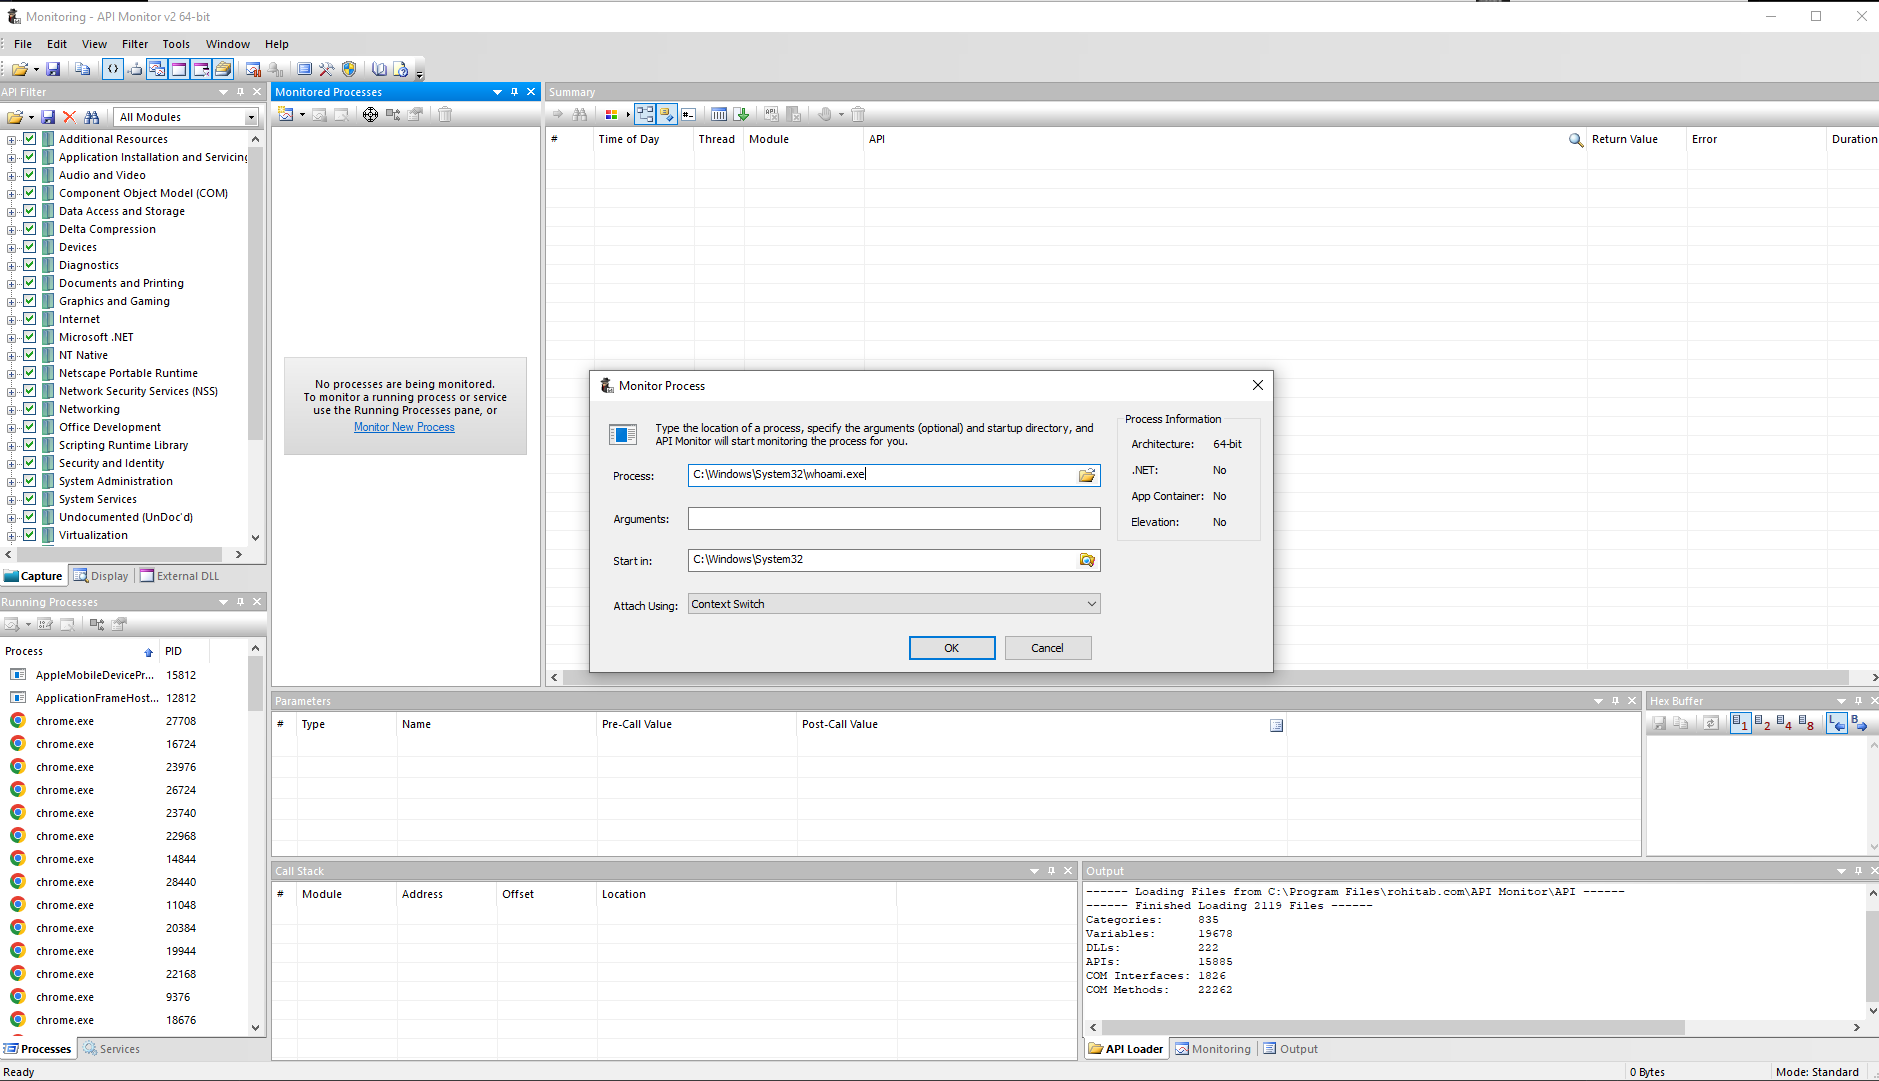 Monitoring - API Monitor v2 64-bit
File Edit View Filter Tools Window Help
API Filter
All Modules
Additional Resources
Application Installation and Servicing
Audio and Video
Component Object Model (COM)
Data Access and Storage
Delta Compression
Devices
Diagnostics
Documents and Printing
Graphics and Gaming
Internet
Microsoft .NET
NT Native
Netscape Portable Runtime
Network Security Services (NSS)
Networking
Office Development
Scripting Runtime Library
Security and Identity
System Administration
System Services
Undocumented (UnDoc'd)
Virtualization
Capture Display External DLL
Running Processes
Process PID
AppleMobileDevicePr... 15812
ApplicationFrameHost... 12812
chrome.exe 27708
chrome.exe 16724
chrome.exe 23976
chrome.exe 26724
chrome.exe 23740
chrome.exe 22968
chrome.exe 14844
chrome.exe 28440
chrome.exe 11048
chrome.exe 20384
chrome.exe 19944
chrome.exe 22168
chrome.exe 9376
chrome.exe 18676
Processes Services
Monitored Processes
No processes are being monitored.
To monitor a running process or service
use the Running Processes pane, or
Monitor New Process
Summary
# Time of Day Thread Module API Return Value Error Duration
Monitor Process
Type the location of a process, specify the arguments (optional) and startup directory, and
API Monitor will start monitoring the process for you.
Process: C:\Windows\System32\whoami.exe
Arguments:
Start in: C:\Windows\System32
Attach Using: Context Switch
OK Cancel
Process Information
Architecture: 64-bit
.NET: No
App Container: No
Elevation: No
Parameters
# Type Name Pre-Call Value Post-Call Value
Hex Buffer
1 2 4 8 L B
Call Stack
# Module Address Offset Location
Output
------ Loading Files from C:\Program Files\rohitab.com\API Monitor\API ------
------ Finished Loading 2119 Files ------
Categories: 835
Variables: 19678
DLLs: 222
APIs: 15885
COM Interfaces: 1826
COM Methods: 22262
API Loader Monitoring Output
Ready 0 Bytes Mode: Standard